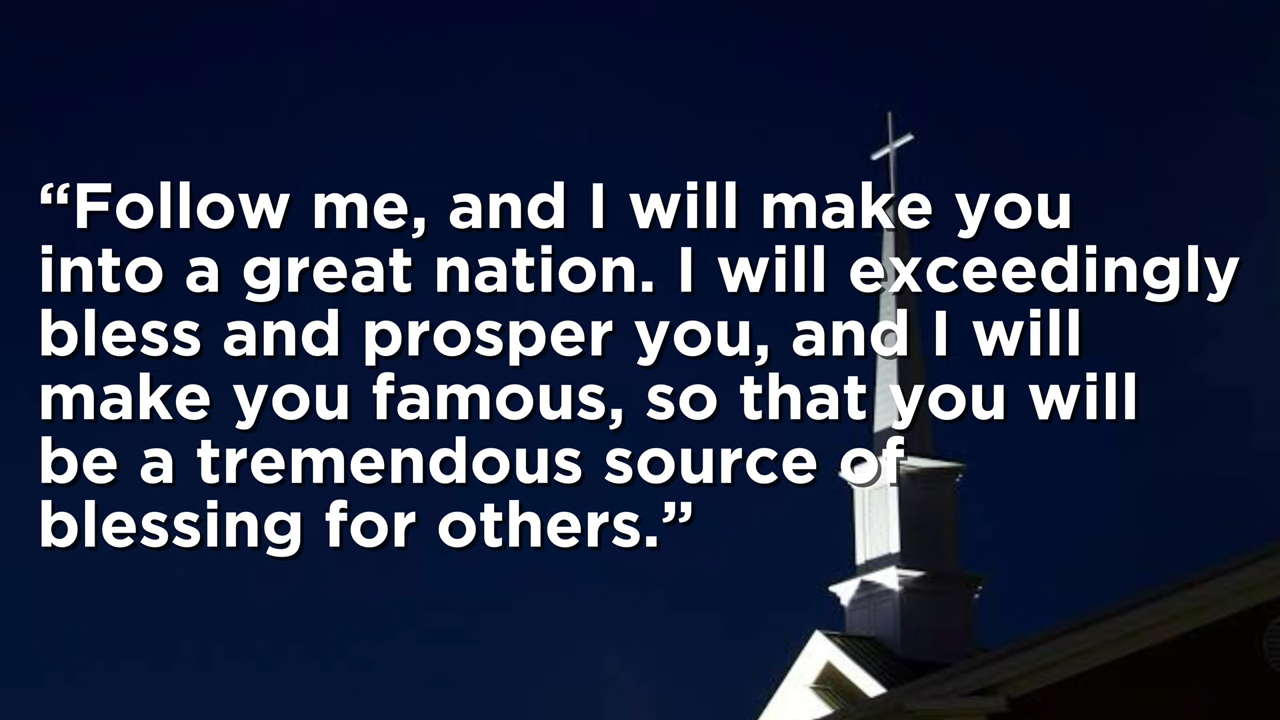 “Follow me, and I will make you
into a great nation. I will exceedingly
bless and prosper you, and I will
make you famous, so that you will
be a tremendous source of
blessing for others.”